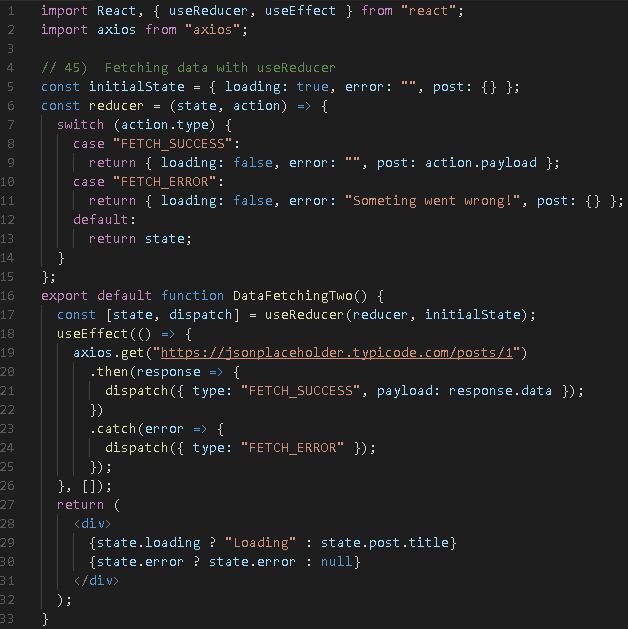 1 import React, { useReducer, useEffect } from "react";
2 import axios from "axios";
3
4 // 45)  Fetching data with useReducer
5 const initialState = { loading: true, error: "", post: {} };
6 const reducer = (state, action) => {
7   switch (action.type) {
8     case "FETCH_SUCCESS":
9       return { loading: false, error: "", post: action.payload };
10     case "FETCH_ERROR":
11       return { loading: false, error: "Someting went wrong!", post: {} };
12     default:
13       return state;
14   }
15 };
16 export default function DataFetchingTwo() {
17   const [state, dispatch] = useReducer(reducer, initialState);
18   useEffect(() => {
19     axios.get("https://jsonplaceholder.typicode.com/posts/1")
20       .then(response => {
21         dispatch({ type: "FETCH_SUCCESS", payload: response.data });
22       })
23       .catch(error => {
24         dispatch({ type: "FETCH_ERROR" });
25       });
26   }, []);
27   return (
28     <div>
29       {state.loading ? "Loading" : state.post.title}
30       {state.error ? state.error : null}
31     </div>
32   );
33 }